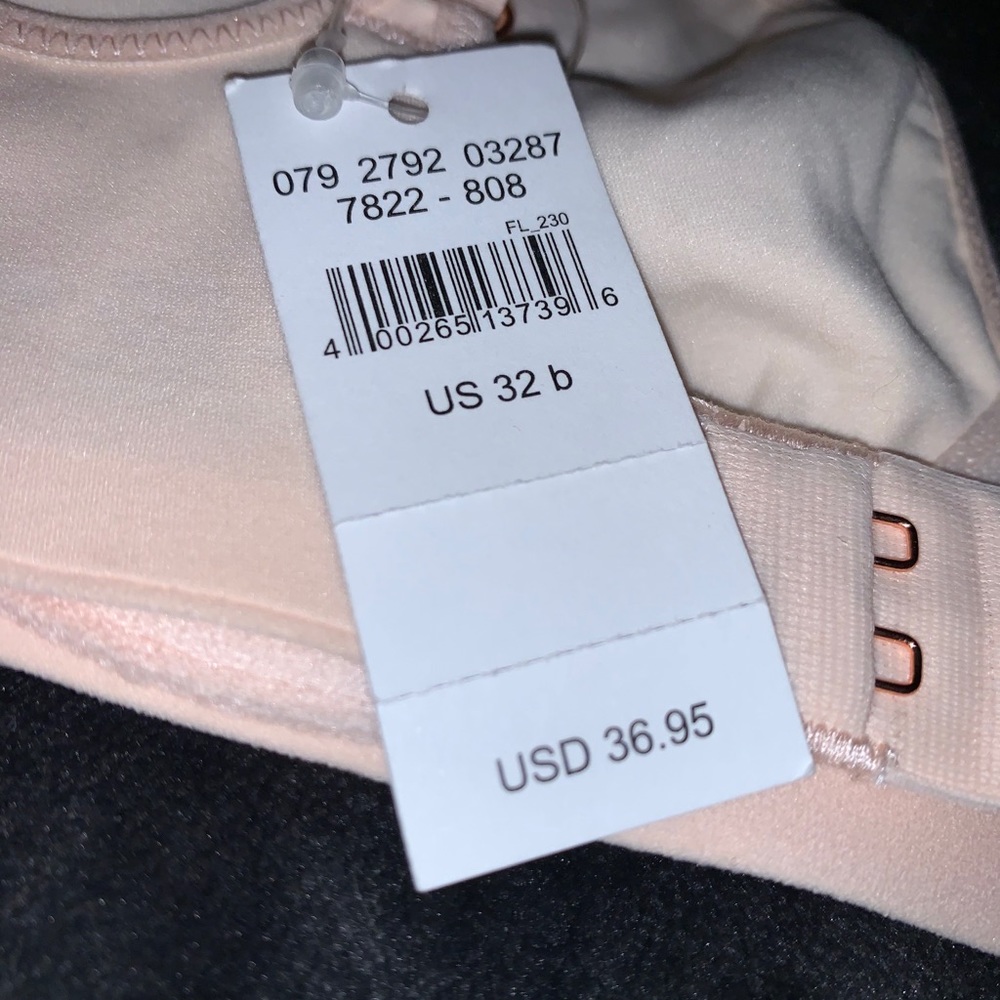 079 2792 03287
7822 - 808
FL_230
4 00265 13739 6
US 32 b
USD 36.95